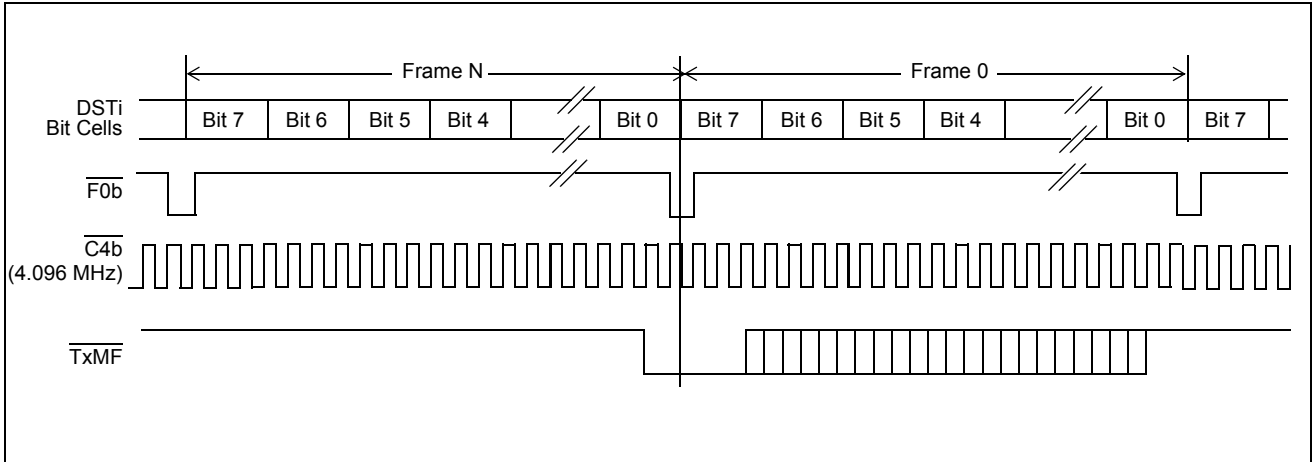 Frame N
Frame 0
DSTi
Bit Cells
Bit 7 Bit 6 Bit 5 Bit 4 Bit 0 Bit 7 Bit 6 Bit 5 Bit 4 Bit 0 Bit 7
F0b
C4b
(4.096 MHz)
TxMF